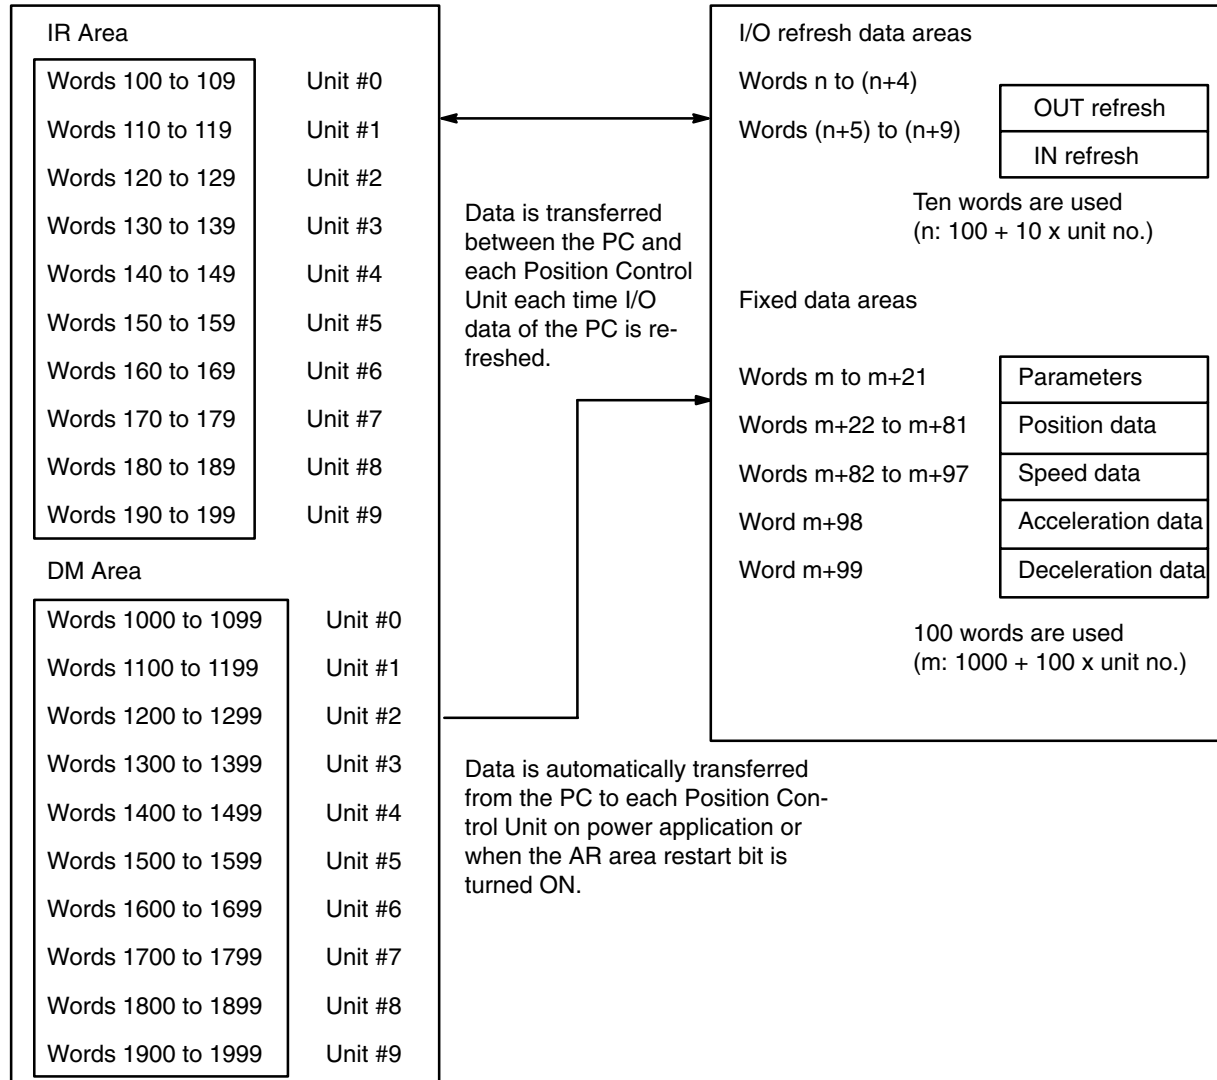 IR Area
Words 100 to 109 Unit #0
Words 110 to 119 Unit #1
Words 120 to 129 Unit #2
Words 130 to 139 Unit #3
Words 140 to 149 Unit #4
Words 150 to 159 Unit #5
Words 160 to 169 Unit #6
Words 170 to 179 Unit #7
Words 180 to 189 Unit #8
Words 190 to 199 Unit #9
DM Area
Words 1000 to 1099 Unit #0
Words 1100 to 1199 Unit #1
Words 1200 to 1299 Unit #2
Words 1300 to 1399 Unit #3
Words 1400 to 1499 Unit #4
Words 1500 to 1599 Unit #5
Words 1600 to 1699 Unit #6
Words 1700 to 1799 Unit #7
Words 1800 to 1899 Unit #8
Words 1900 to 1999 Unit #9
Data is transferred
between the PC and
each Position Control
Unit each time I/O
data of the PC is re-
freshed.
Data is automatically transferred
from the PC to each Position Con-
trol Unit on power application or
when the AR area restart bit is
turned ON.
I/O refresh data areas
Words n to (n+4)
OUT refresh
Words (n+5) to (n+9)
IN refresh
Ten words are used
(n: 100 + 10 x unit no.)
Fixed data areas
Words m to m+21 Parameters
Words m+22 to m+81 Position data
Words m+82 to m+97 Speed data
Word m+98 Acceleration data
Word m+99 Deceleration data
100 words are used
(m: 1000 + 100 x unit no.)